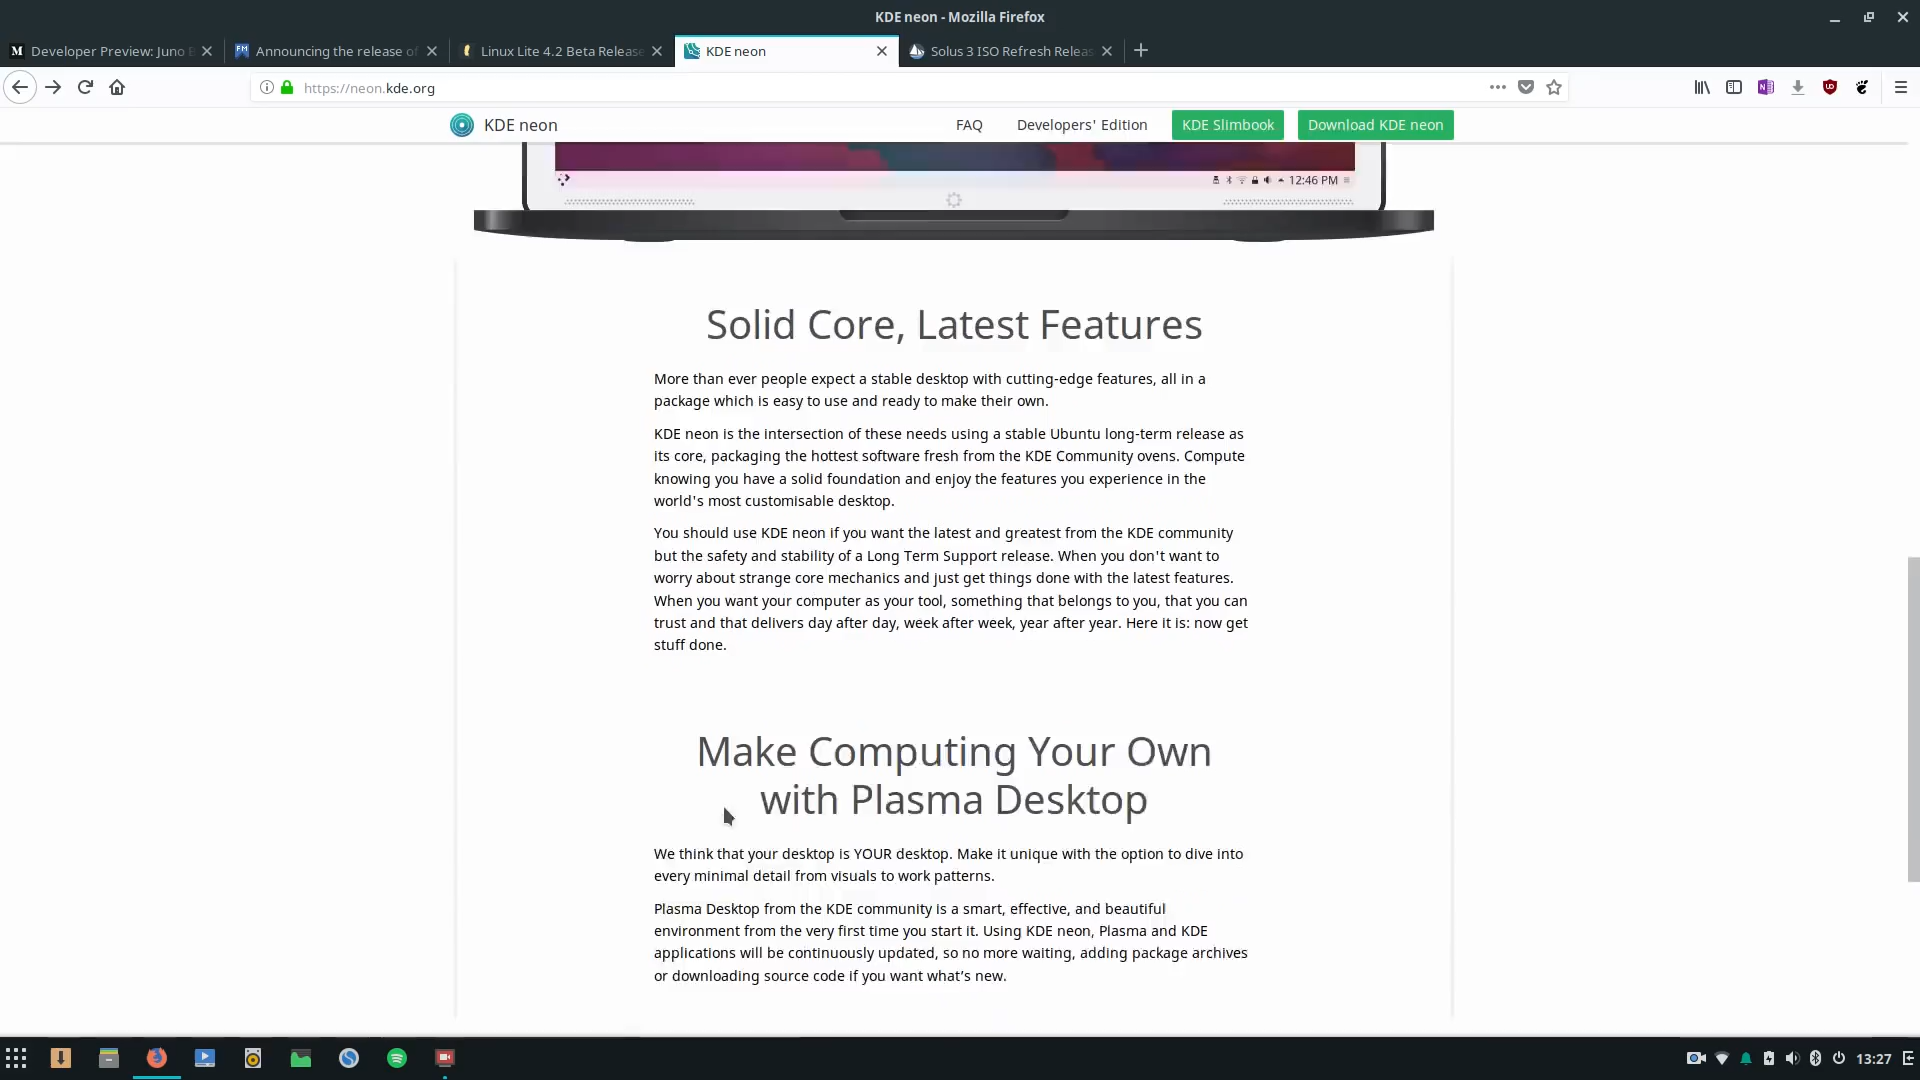 KDE neon - Mozilla Firefox
Developer Preview: Juno B
Announcing the release of
Linux Lite 4.2 Beta Release
KDE neon
Solus 3 ISO Refresh Releas
https://neon.kde.org
KDE neon
FAQ
Developers' Edition
KDE Slimbook
Download KDE neon
12:46 PM
Solid Core, Latest Features
More than ever people expect a stable desktop with cutting-edge features, all in a
package which is easy to use and ready to make their own.
KDE neon is the intersection of these needs using a stable Ubuntu long-term release as
its core, packaging the hottest software fresh from the KDE Community ovens. Compute
knowing you have a solid foundation and enjoy the features you experience in the
world's most customisable desktop.
You should use KDE neon if you want the latest and greatest from the KDE community
but the safety and stability of a Long Term Support release. When you don't want to
worry about strange core mechanics and just get things done with the latest features.
When you want your computer as your tool, something that belongs to you, that you can
trust and that delivers day after day, week after week, year after year. Here it is: now get
stuff done.
Make Computing Your Own
with Plasma Desktop
We think that your desktop is YOUR desktop. Make it unique with the option to dive into
every minimal detail from visuals to work patterns.
Plasma Desktop from the KDE community is a smart, effective, and beautiful
environment from the very first time you start it. Using KDE neon, Plasma and KDE
applications will be continuously updated, so no more waiting, adding package archives
or downloading source code if you want what’s new.
13:27